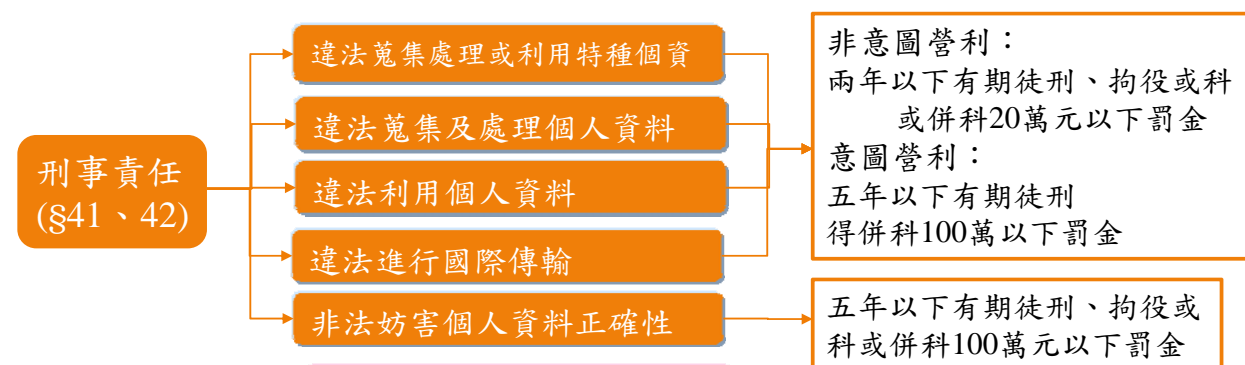 刑事責任
(§41、42)
違法蒐集處理或利用特種個資
違法蒐集及處理個人資料
違法利用個人資料
違法進行國際傳輸
非法妨害個人資料正確性
非意圖營利：
兩年以下有期徒刑、拘役或科
或併科20萬元以下罰金
意圖營利：
五年以下有期徒刑
得併科100萬以下罰金
五年以下有期徒刑、拘役或
科或併科100萬元以下罰金